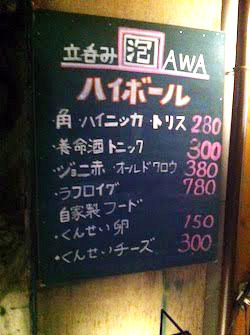 立呑み 泡 AWA
ハイボール
・角・ハイニッカ・トリス 280
・養命酒トニック 300
・ジョニ赤・オールドクロウ 380
・ラフロイグ 780
自家製フード
・くんせい卵 150
・くんせいチーズ 300